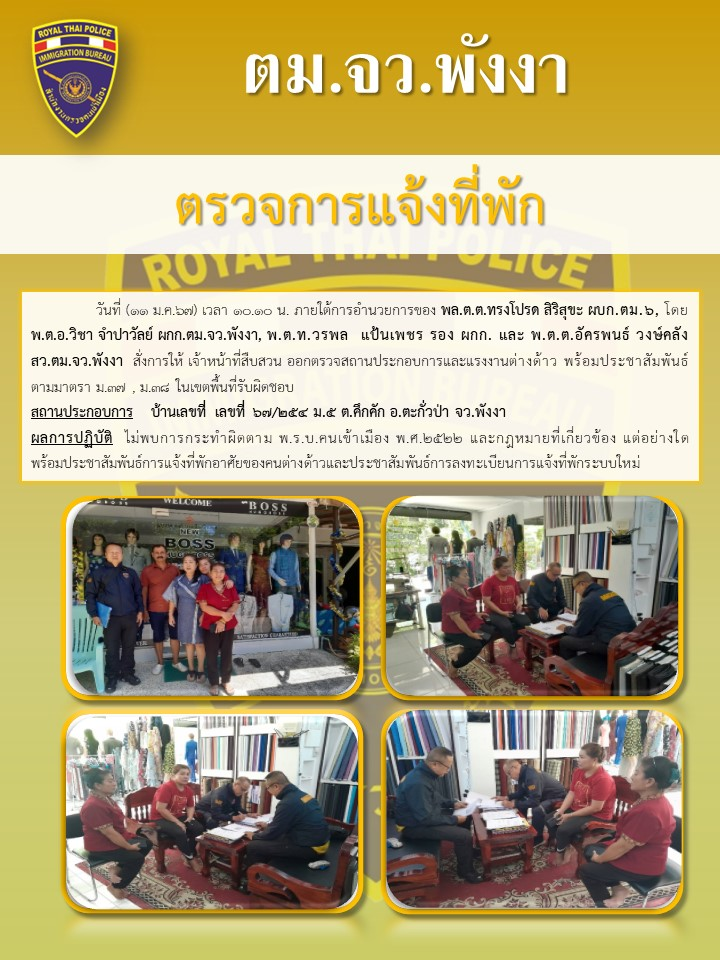 ROYAL THAI POLICE
IMMIGRATION BUREAU
สำนักงานตรวจคนเข้าเมือง
ตม.จว.พังงา
ตรวจการแจ้งที่พัก
ROYAL THAI POLICE
วันที่ (๑๑ ม.ค.๖๗) เวลา ๑๐.๑๐ น. ภายใต้การอำนวยการของ พล.ต.ต.ทรงโปรด สิริสุขะ ผบก.ตม.๖, โดย
พ.ต.อ.วิชา จำปาวัลย์ ผกก.ตม.จว.พังงา, พ.ต.ท.วรพล แป้นเพชร รอง ผกก. และ พ.ต.ต.อัครพนธ์ วงษ์คลัง
สว.ตม.จว.พังงา สั่งการให้ เจ้าหน้าที่สืบสวน ออกตรวจสถานประกอบการและแรงงานต่างด้าว พร้อมประชาสัมพันธ์
ตามมาตรา ม.๓๗ , ม.๓๘ ในเขตพื้นที่รับผิดชอบ
สถานประกอบการ บ้านเลขที่ เลขที่ ๖๗/๒๕๔ ม.๕ ต.คึกคัก อ.ตะกั่วป่า จว.พังงา
ผลการปฏิบัติ ไม่พบการกระทำผิดตาม พ.ร.บ.คนเข้าเมือง พ.ศ.๒๕๒๒ และกฎหมายที่เกี่ยวข้อง แต่อย่างใด
พร้อมประชาสัมพันธ์การแจ้งที่พักอาศัยของคนต่างด้าวและประชาสัมพันธ์การลงทะเบียนการแจ้งที่พักระบบใหม่
WELCOME
BOSS
NEW
BOSS